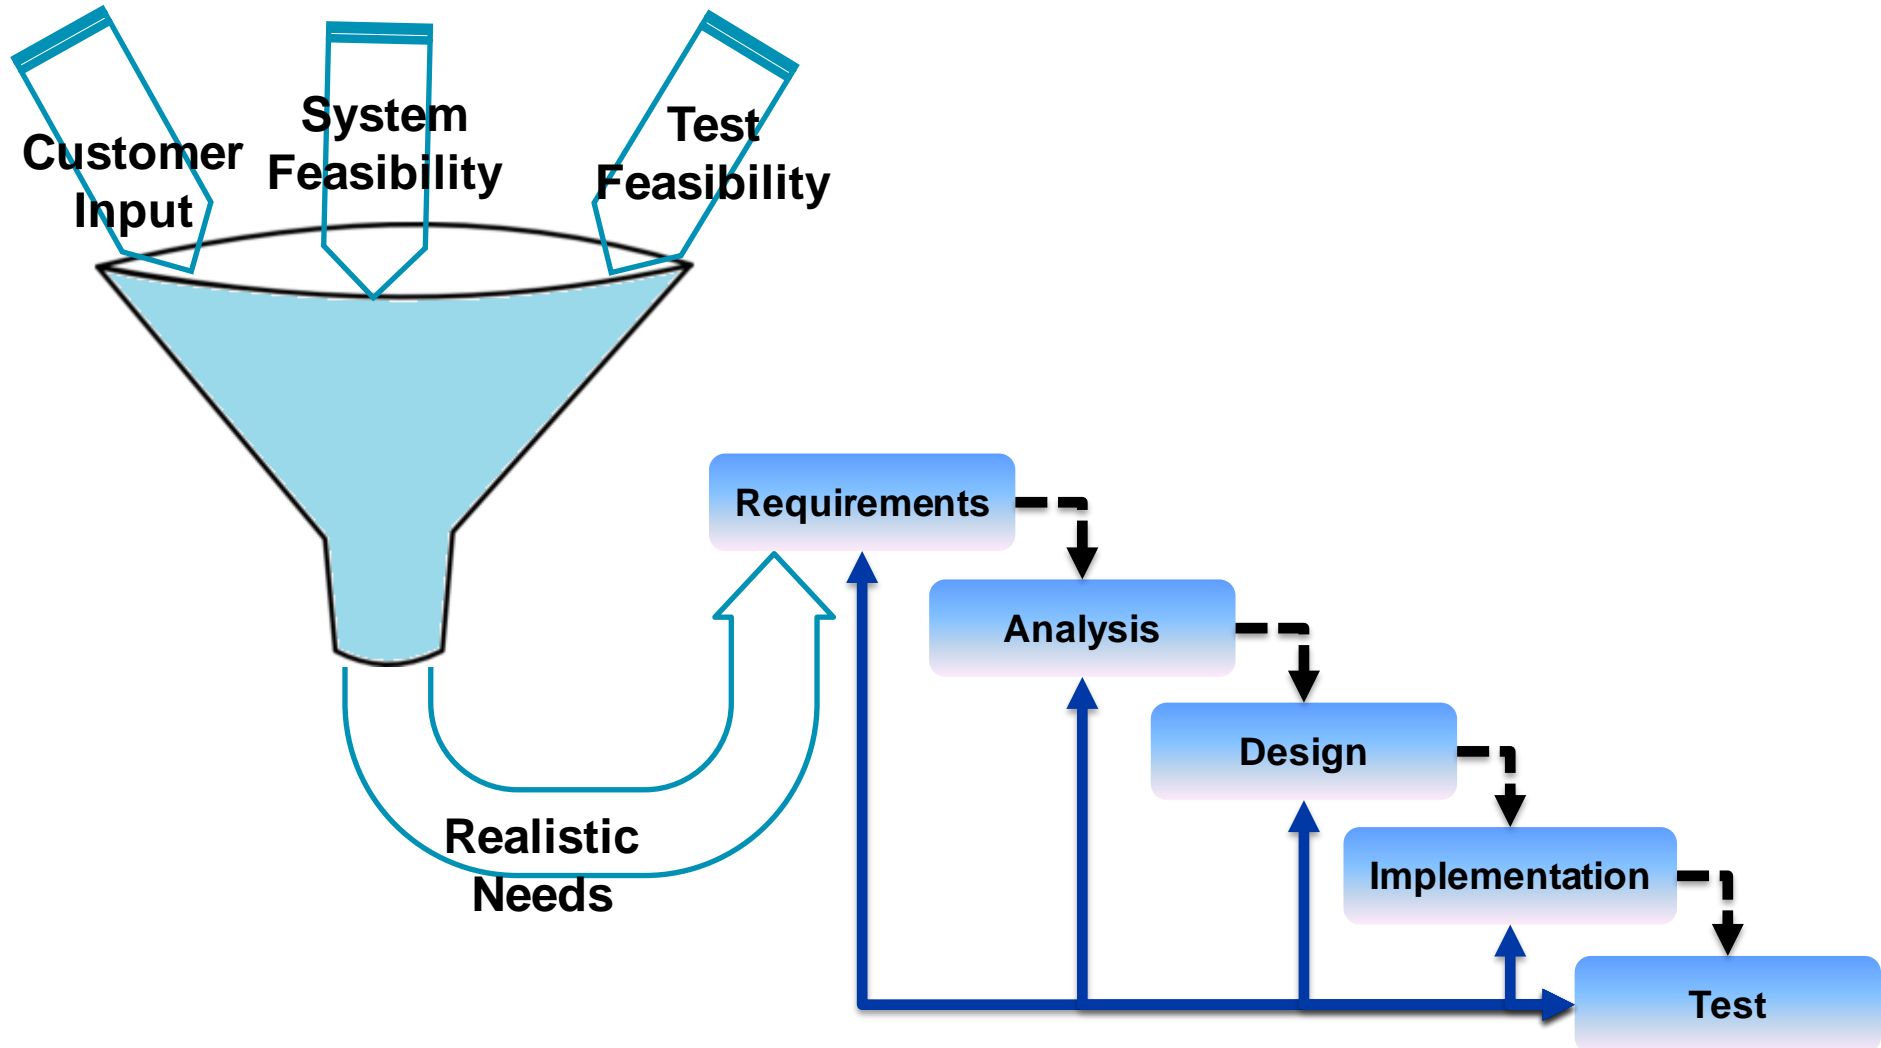 Customer
Input
System
Feasibility
Test
Feasibility
Requirements
Analysis
Design
Realistic
Needs
Implementation
Test